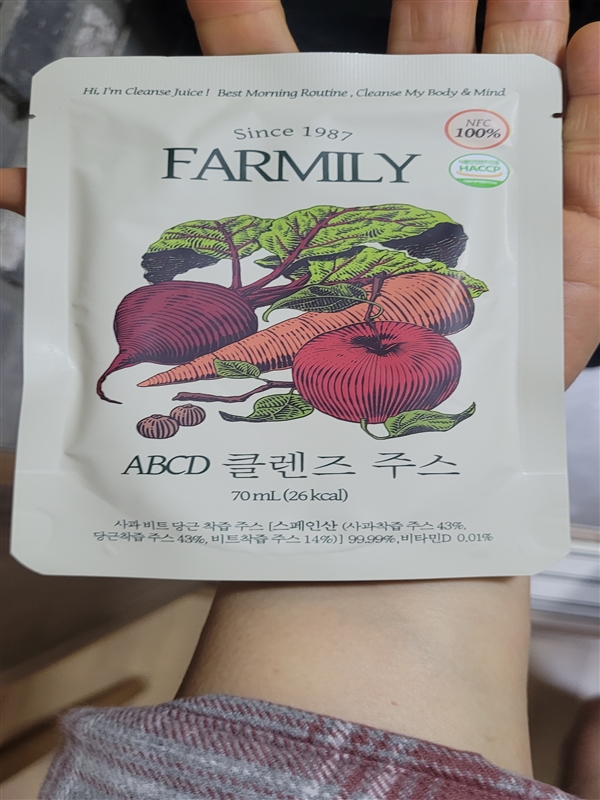 Hi, I'm Cleanse Juice! Best Morning Routine, Cleanse My Body & Mind
NFC
100%
Since 1987
HACCP
FARMILY
ABCD 클렌즈 주스
70 mL (26 kcal)
사과 비트 당근 착즙 주스 [스페인산 (사과착즙 주스 43%,
당근착즙 주스 43%, 비트착즙 주스 14%)] 99.99%, 비타민D 0.01%